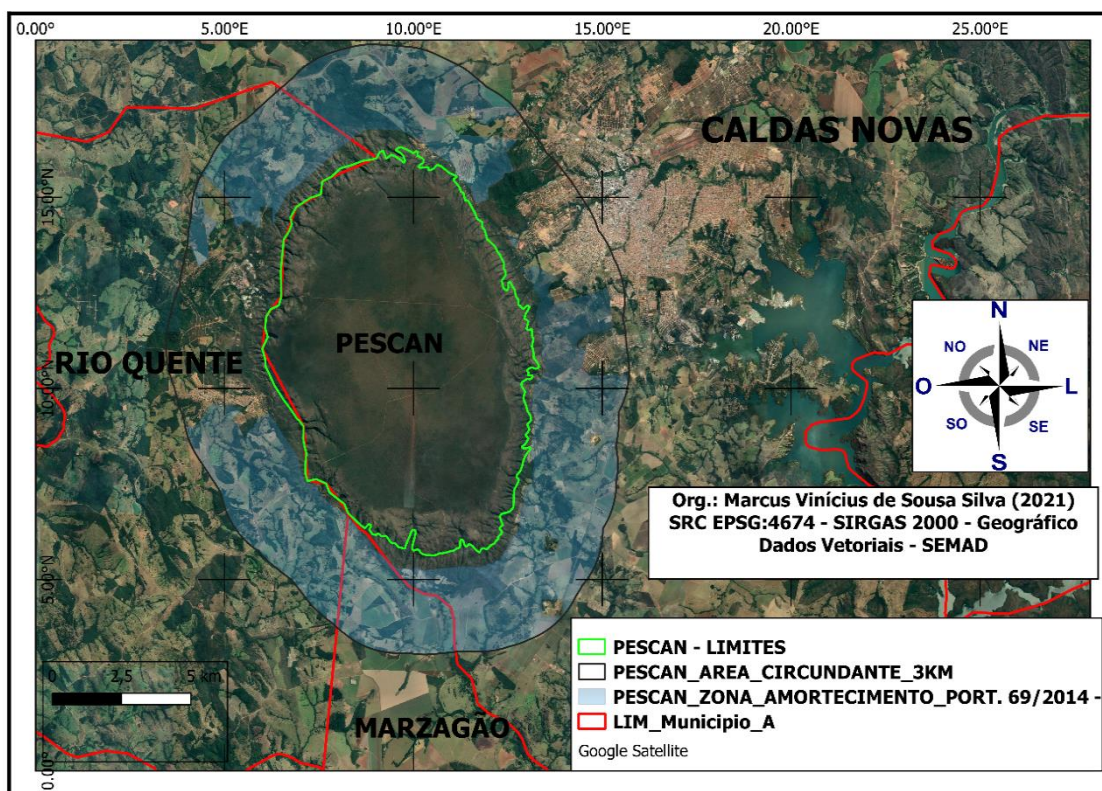 0.00° 5.00°E 10.00°E 15.00°E 20.00°E 25.00°E
CALDAS NOVAS
15.00°N
PESCAN
RIO QUENTE
10.00°N
N
NO NE
O L
SO SE
S
Org.: Marcus Vinícius de Sousa Silva (2021)
SRC EPSG:4674 - SIRGAS 2000 - Geográfico
Dados Vetoriais - SEMAD
5.00°N
PESCAN - LIMITES
PESCAN_AREA_CIRCUNDANTE_3KM
PESCAN_ZONA_AMORTECIMENTO_PORT. 69/2014 -
LIM_Municipio_A
Google Satellite
0 2,5 5 km
MARZAGÃO
0.00°